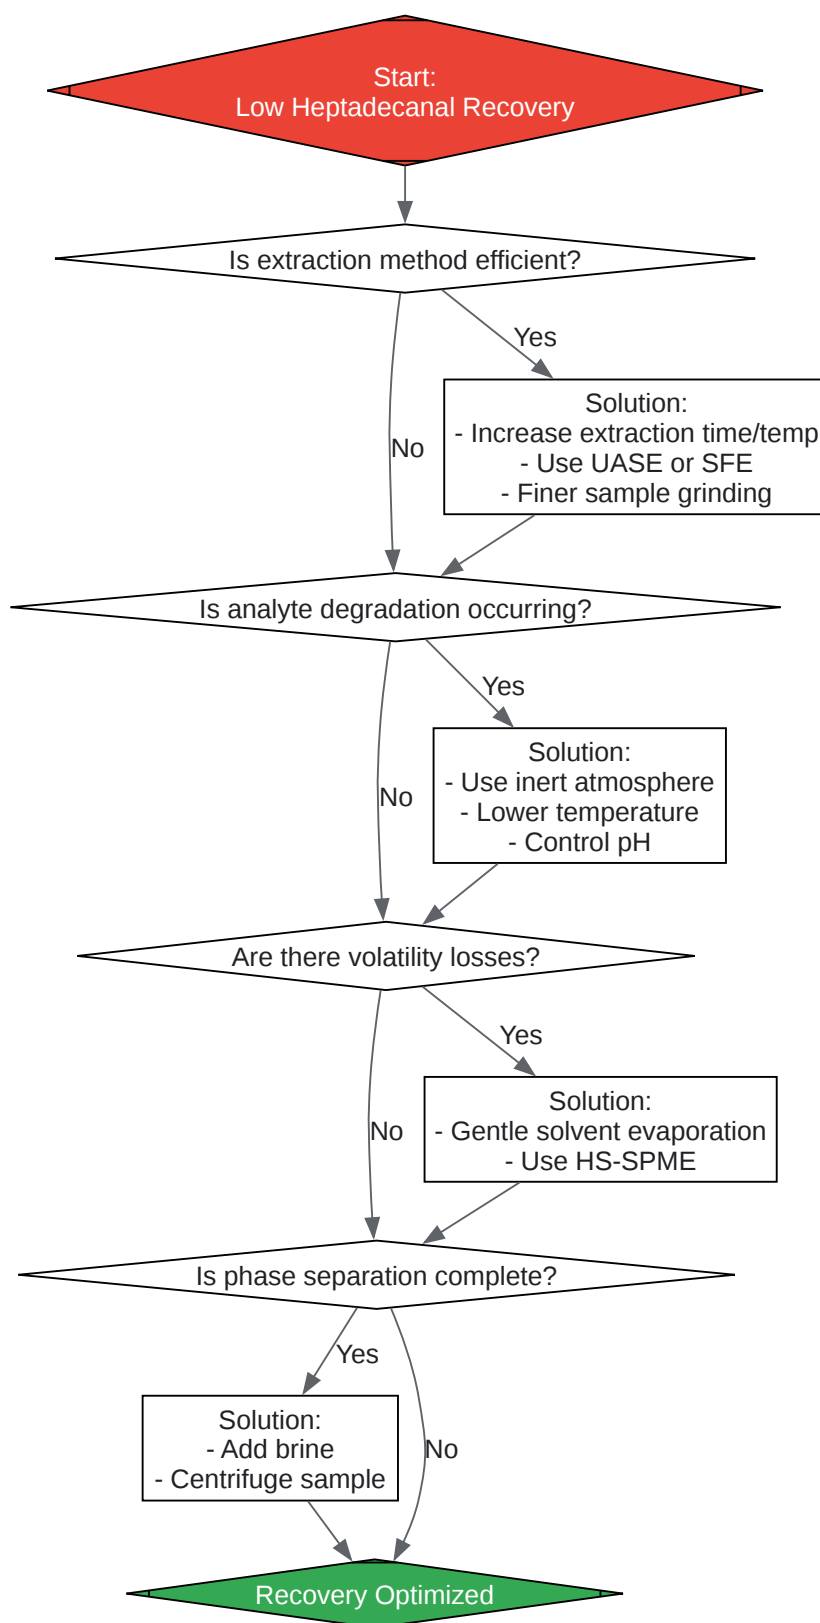 Start:
Low Heptadecanal Recovery
Is extraction method efficient?
Yes
No
Solution:
- Increase extraction time/temp
- Use UASE or SFE
- Finer sample grinding
Is analyte degradation occurring?
Yes
No
Solution:
- Use inert atmosphere
- Lower temperature
- Control pH
Are there volatility losses?
Yes
No
Solution:
- Gentle solvent evaporation
- Use HS-SPME
Is phase separation complete?
Yes
No
Solution:
- Add brine
- Centrifuge sample
Recovery Optimized